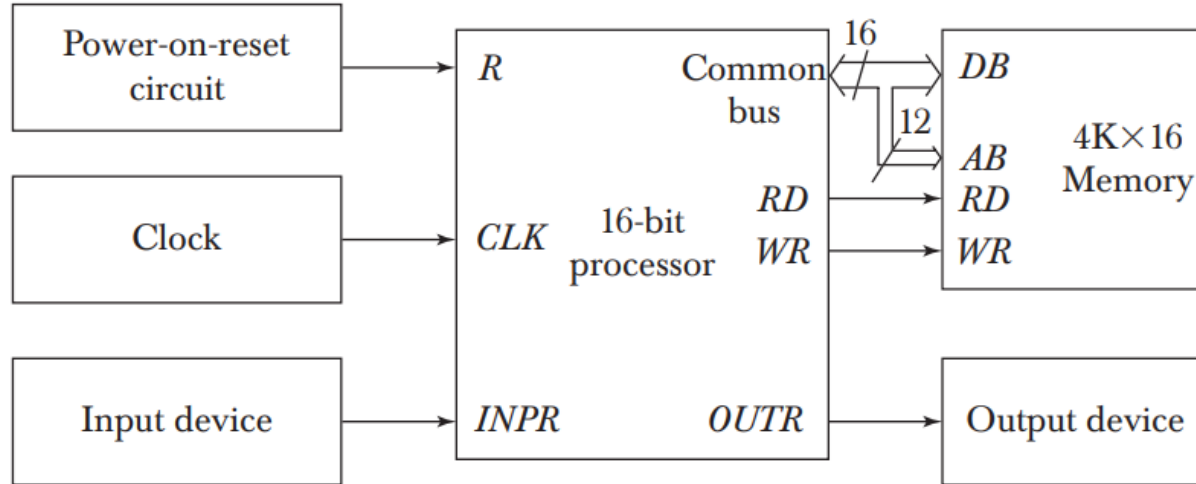 Power-on-reset
circuit
Clock
Input device
R
CLK
INPR
16-bit
processor
Common
bus
RD
WR
OUTR
16
12
DB
AB
RD
WR
4K×16
Memory
Output device